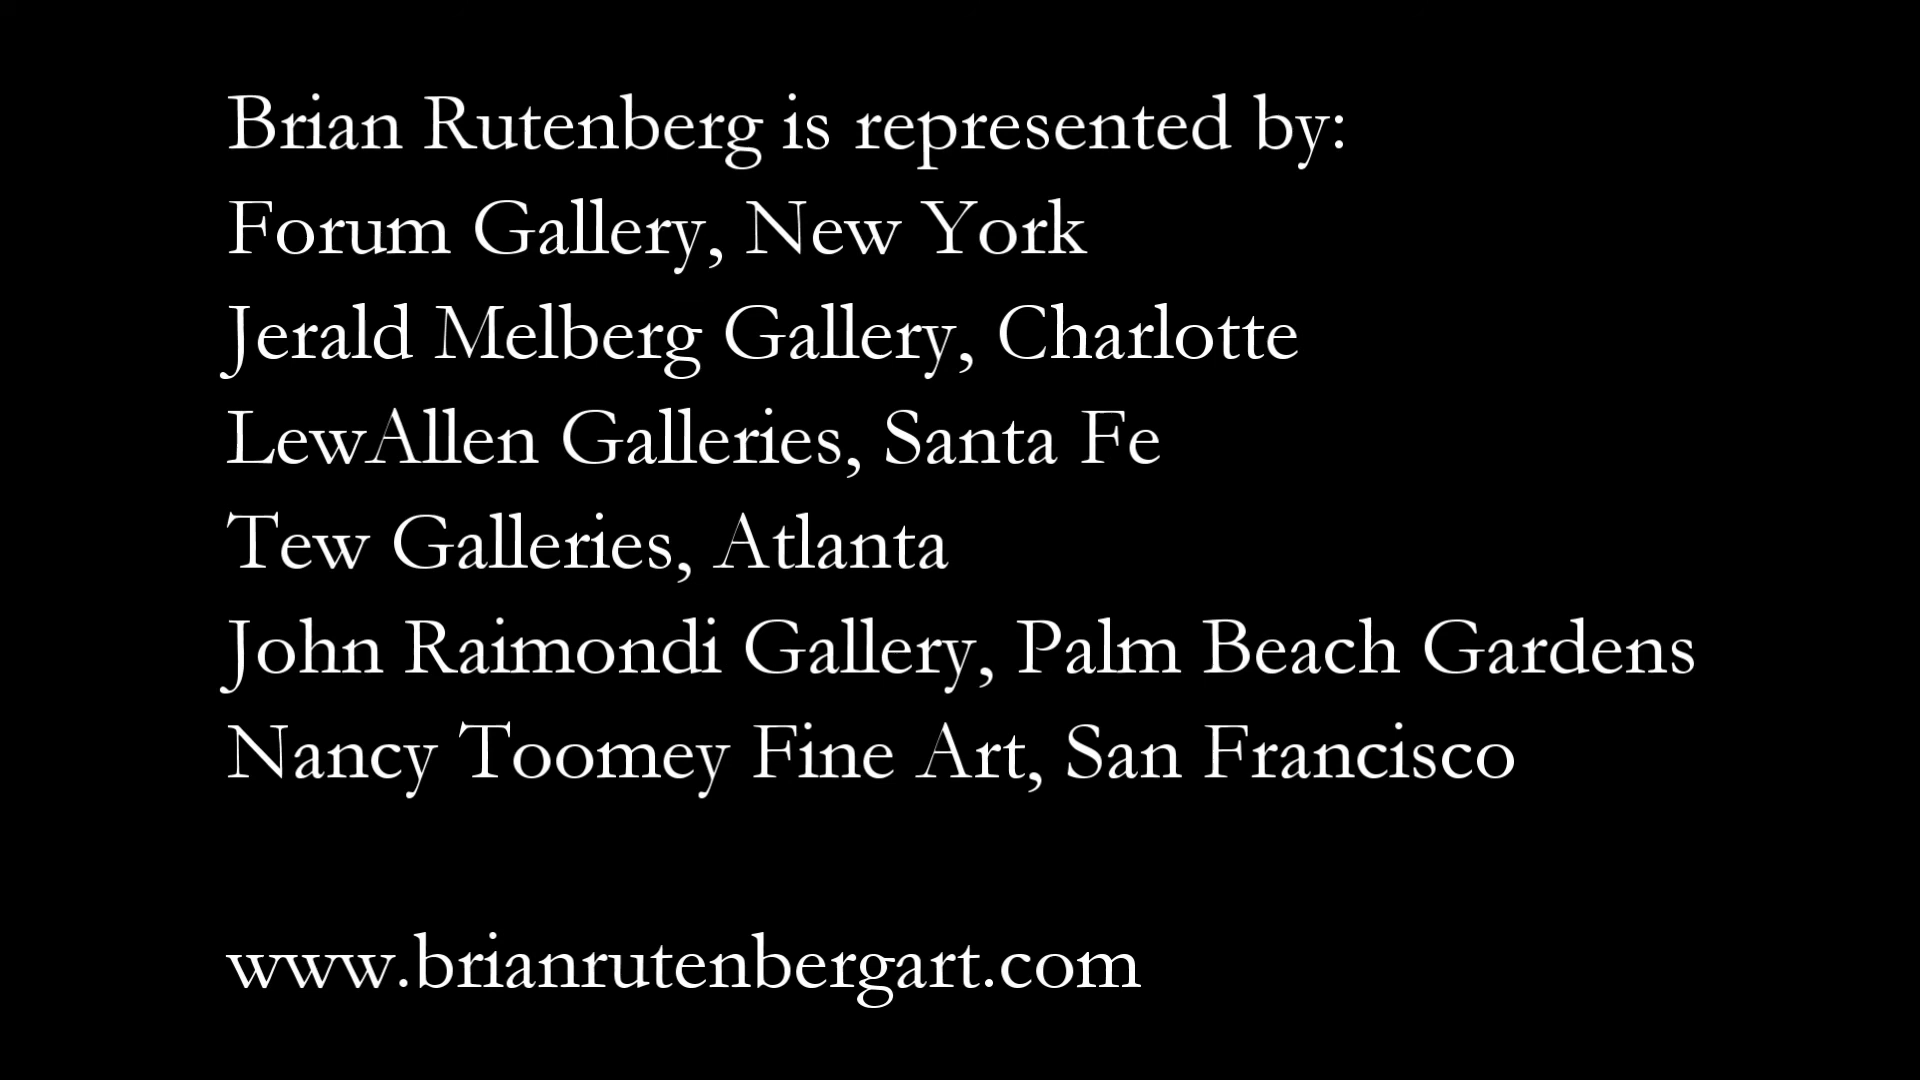 Brian Rutenberg is represented by:
Forum Gallery, New York
Jerald Melberg Gallery, Charlotte
LewAllen Galleries, Santa Fe
Tew Galleries, Atlanta
John Raimondi Gallery, Palm Beach Gardens
Nancy Toomey Fine Art, San Francisco
www.brianrutenbergart.com